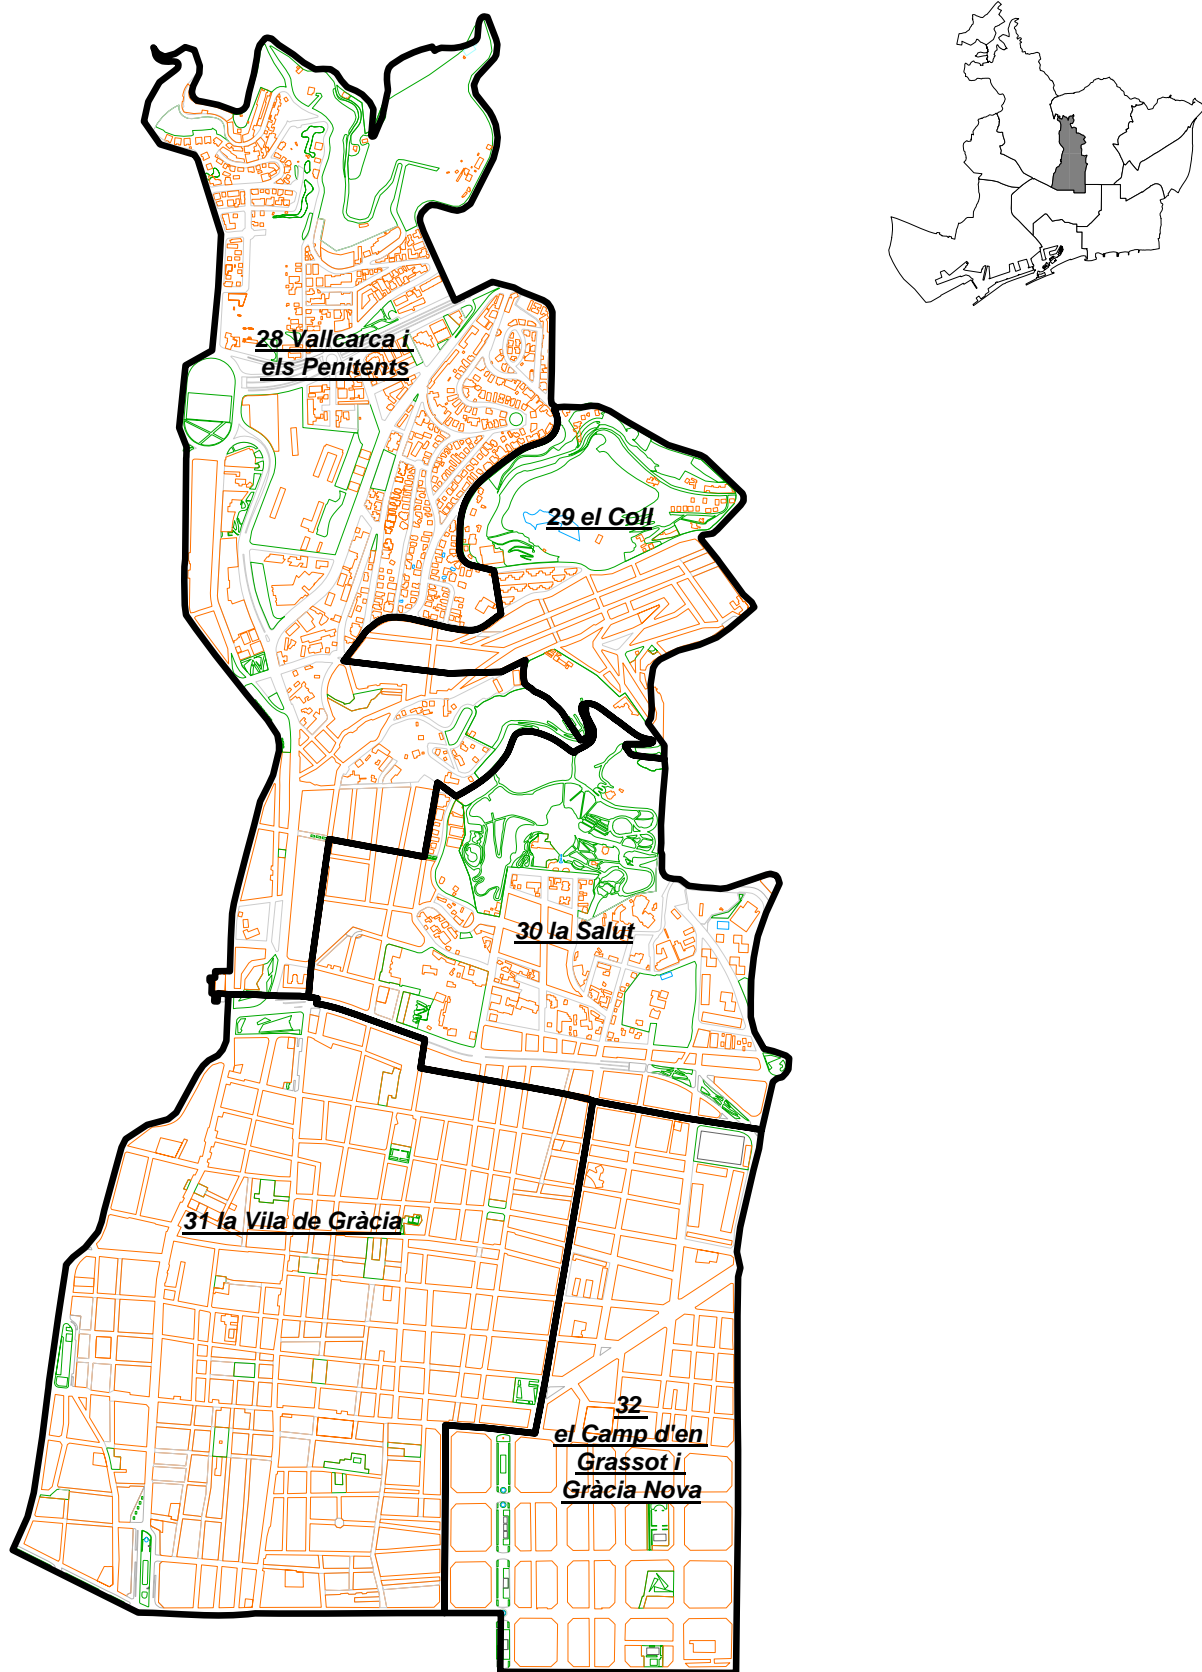 28 Vallcarca i
els Penitents
29 el Coll
30 la Salut
31 la Vila de Gràcia
32
el Camp d'en
Grassot i
Gràcia Nova